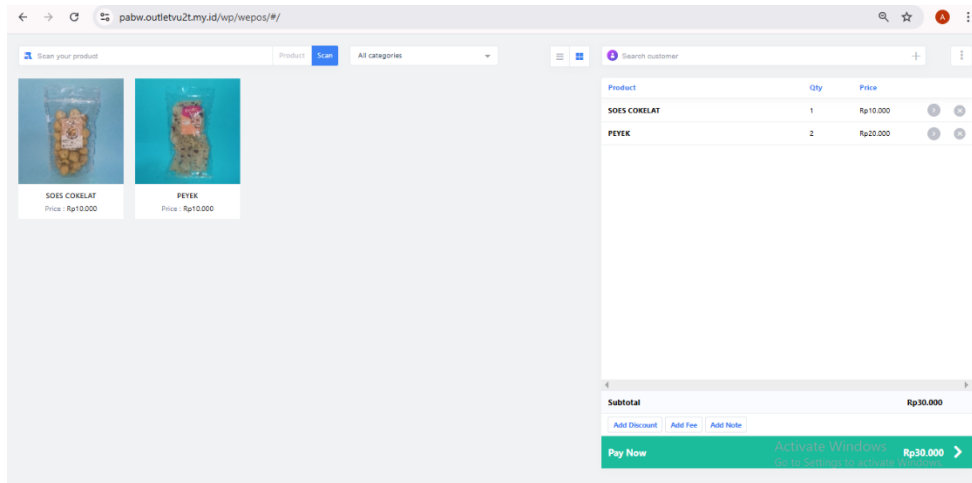 pabw.outletvu2t.my.id/wp/wepos/#/
A
Scan your product
Product
Scan
All categories
Search customer
SOES COKELAT
Price : Rp10.000
PEYEK
Price : Rp10.000
Product Qty Price
SOES COKELAT 1 Rp10.000
PEYEK 2 Rp20.000
Subtotal Rp30.000
Add Discount Add Fee Add Note
Pay Now Rp30.000
Activate Windows
Go to Settings to activate Windows.